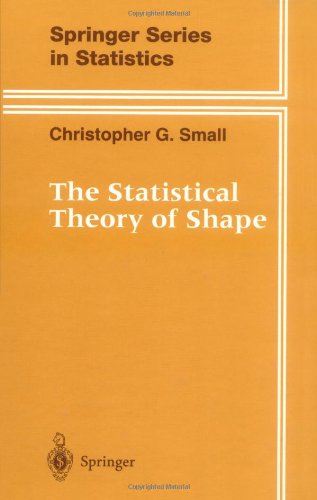 Springer Series
in Statistics
Christopher G. Small
The Statistical
Theory of Shape
Springer